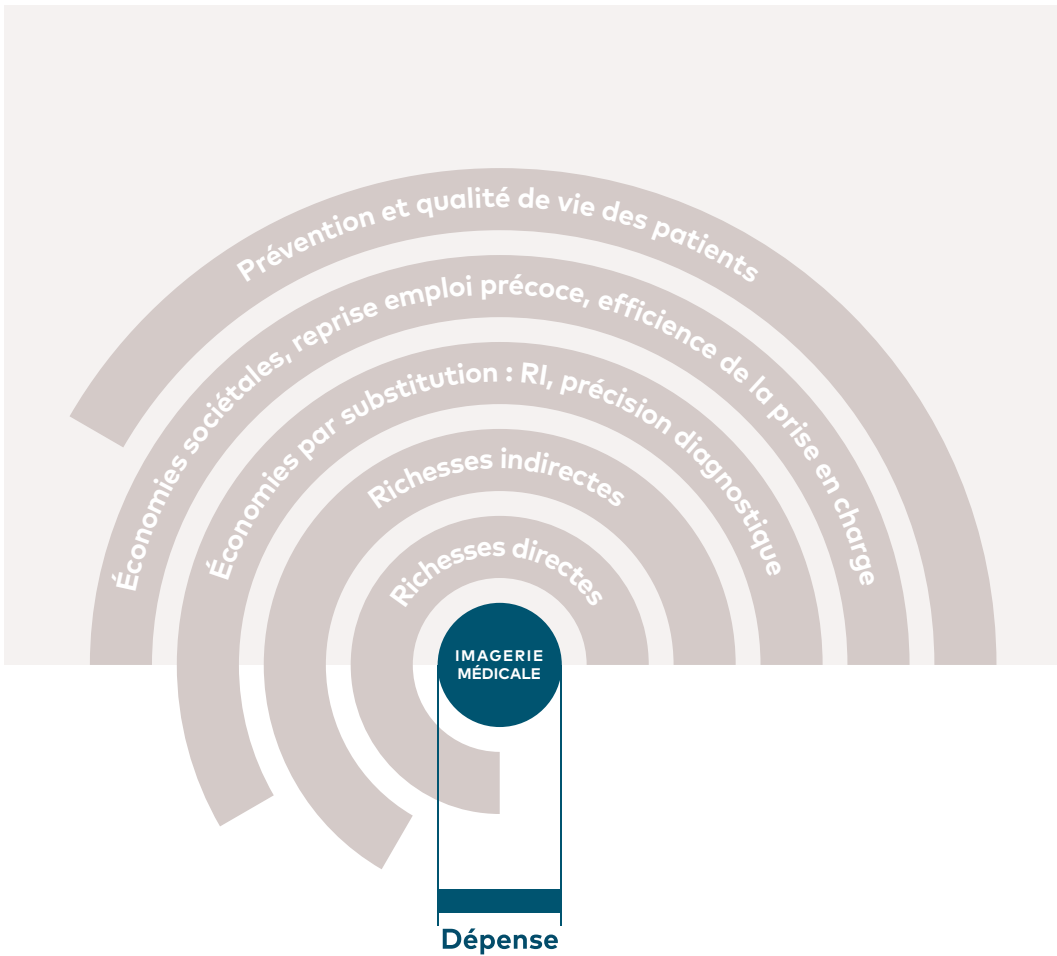 Prévention et qualité de vie des patients
Économies sociétales, reprise emploi précoce, efficience de la prise en charge
Économies par substitution : RI, précision diagnostique
Richesses indirectes
Richesses directes
IMAGERIE
MÉDICALE
Dépense